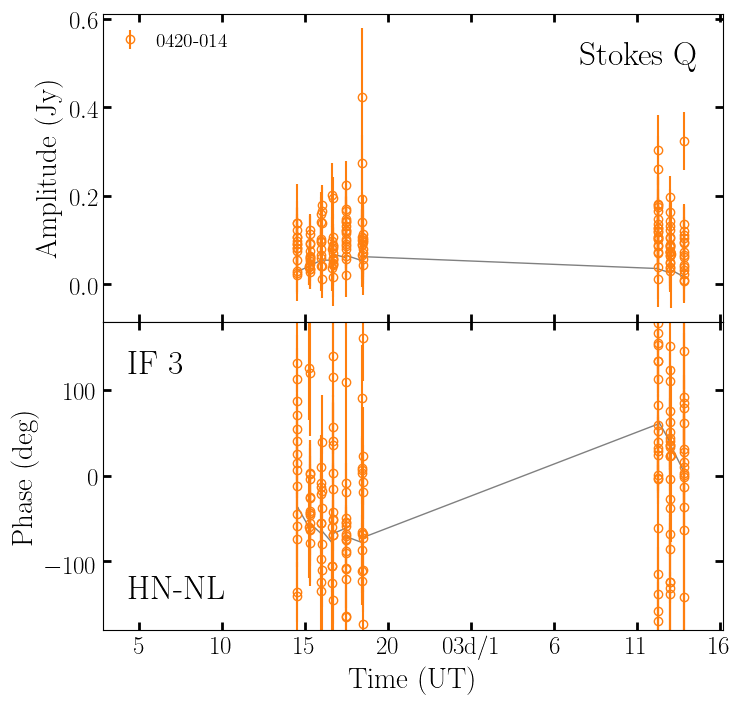 0420-014
Stokes Q
Amplitude (Jy)
0.6
0.4
0.2
0.0
IF 3
HN-NL
Phase (deg)
100
0
−100
5 10 15 20 03d/1 6 11 16
Time (UT)